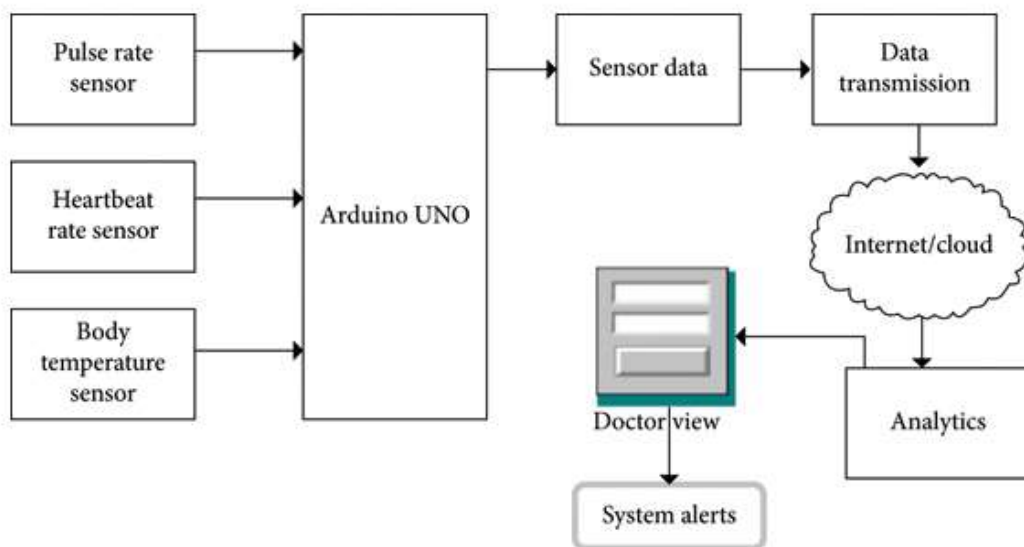 Pulse rate
sensor
Heartbeat
rate sensor
Body
temperature
sensor
Arduino UNO
Sensor data
Data
transmission
Internet/cloud
Analytics
Doctor view
System alerts